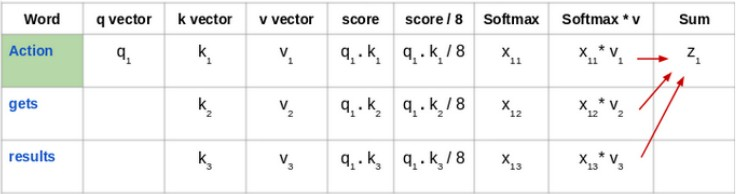 Word q vector k vector v vector score score / 8 Softmax Softmax * v Sum
Action q1 k1 v1 q1 . k1 q1 . k1 / 8 x11 x11 * v1 z1
gets k2 v2 q1 . k2 q1 . k2 / 8 x12 x12 * v2
results k3 v3 q1 . k3 q1 . k3 / 8 x13 x13 * v3